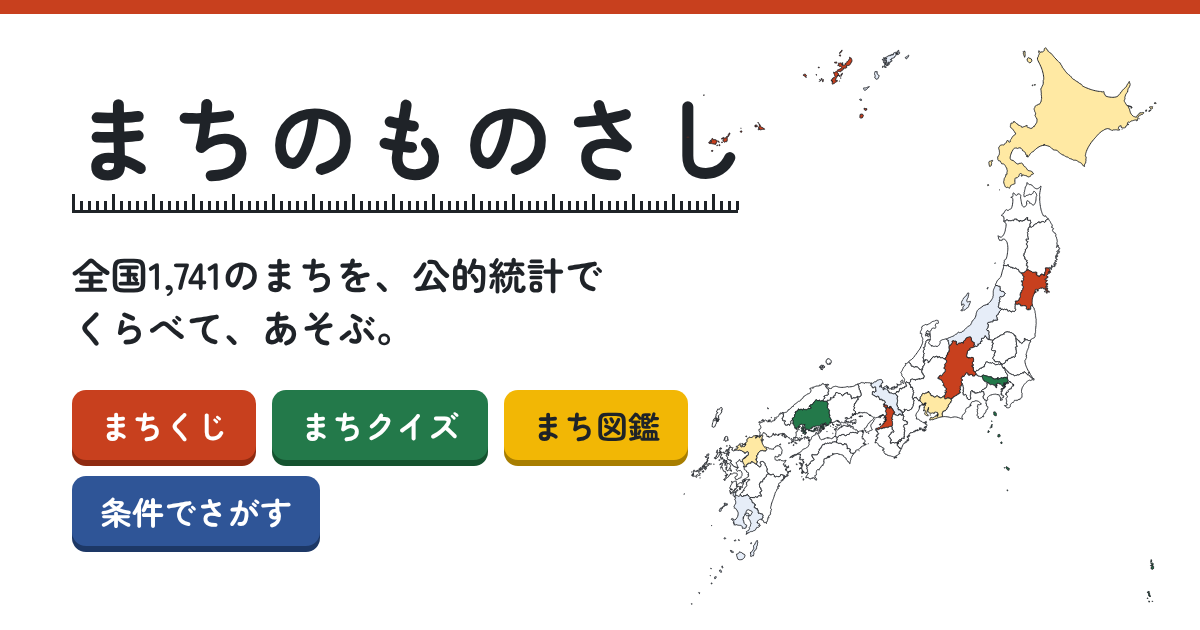 まちのものさし
全国1,741のまちを、公的統計で
くらべて、あそぶ。
まちくじ
まちクイズ
まち図鑑
条件でさがす